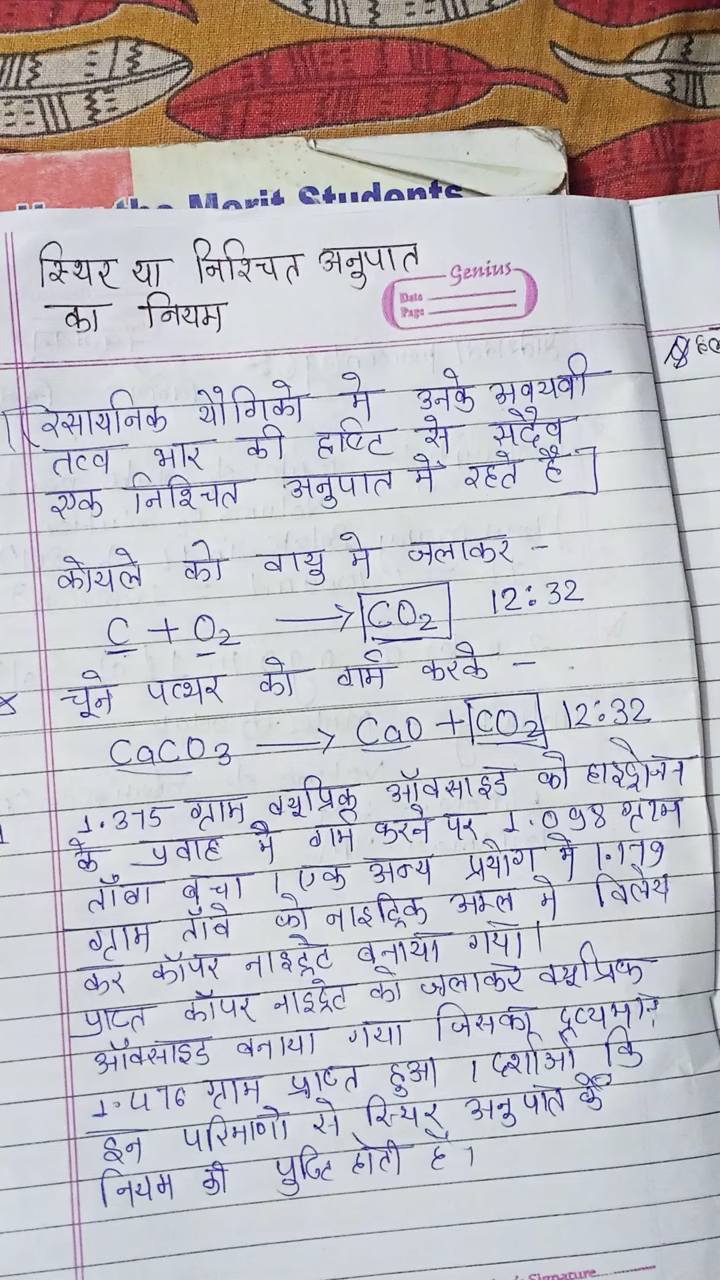 the Merit Students
स्थिर या निश्चित अनुपात
का नियम
Genius
Date
Page
रसायनिक यौगिको मे उनके अवयवी
तत्व भार की दृष्टि से सदैव
एक निश्चित अनुपात में रहते है
कोयले को वायु मे जलाकर -
C + O₂ → CO₂ 12:32
चूने पत्थर को गर्म करके -
CaCO₃ → CaO + CO₂ 12:32
1.375 ग्राम क्यूप्रिक ऑक्साइड को हाइड्रोजन
के प्रवाह में गर्म करने पर 1.098 ग्राम
ताँबा बचा । एक अन्य प्रयोग में 1.179
ग्राम ताँबे को नाइट्रिक अम्ल मे विलेय
कर कॉपर नाइट्रेट बनाया गया।
प्राप्त कॉपर नाइट्रेट को जलाकर क्यूप्रिक
ऑक्साइड बनाया गया जिसका द्रव्यमान
1.476 ग्राम प्राप्त हुआ । दर्शाओ कि
इन परिमाणो से स्थिर अनुपात के
नियम की पुष्टि होती है।
Signature